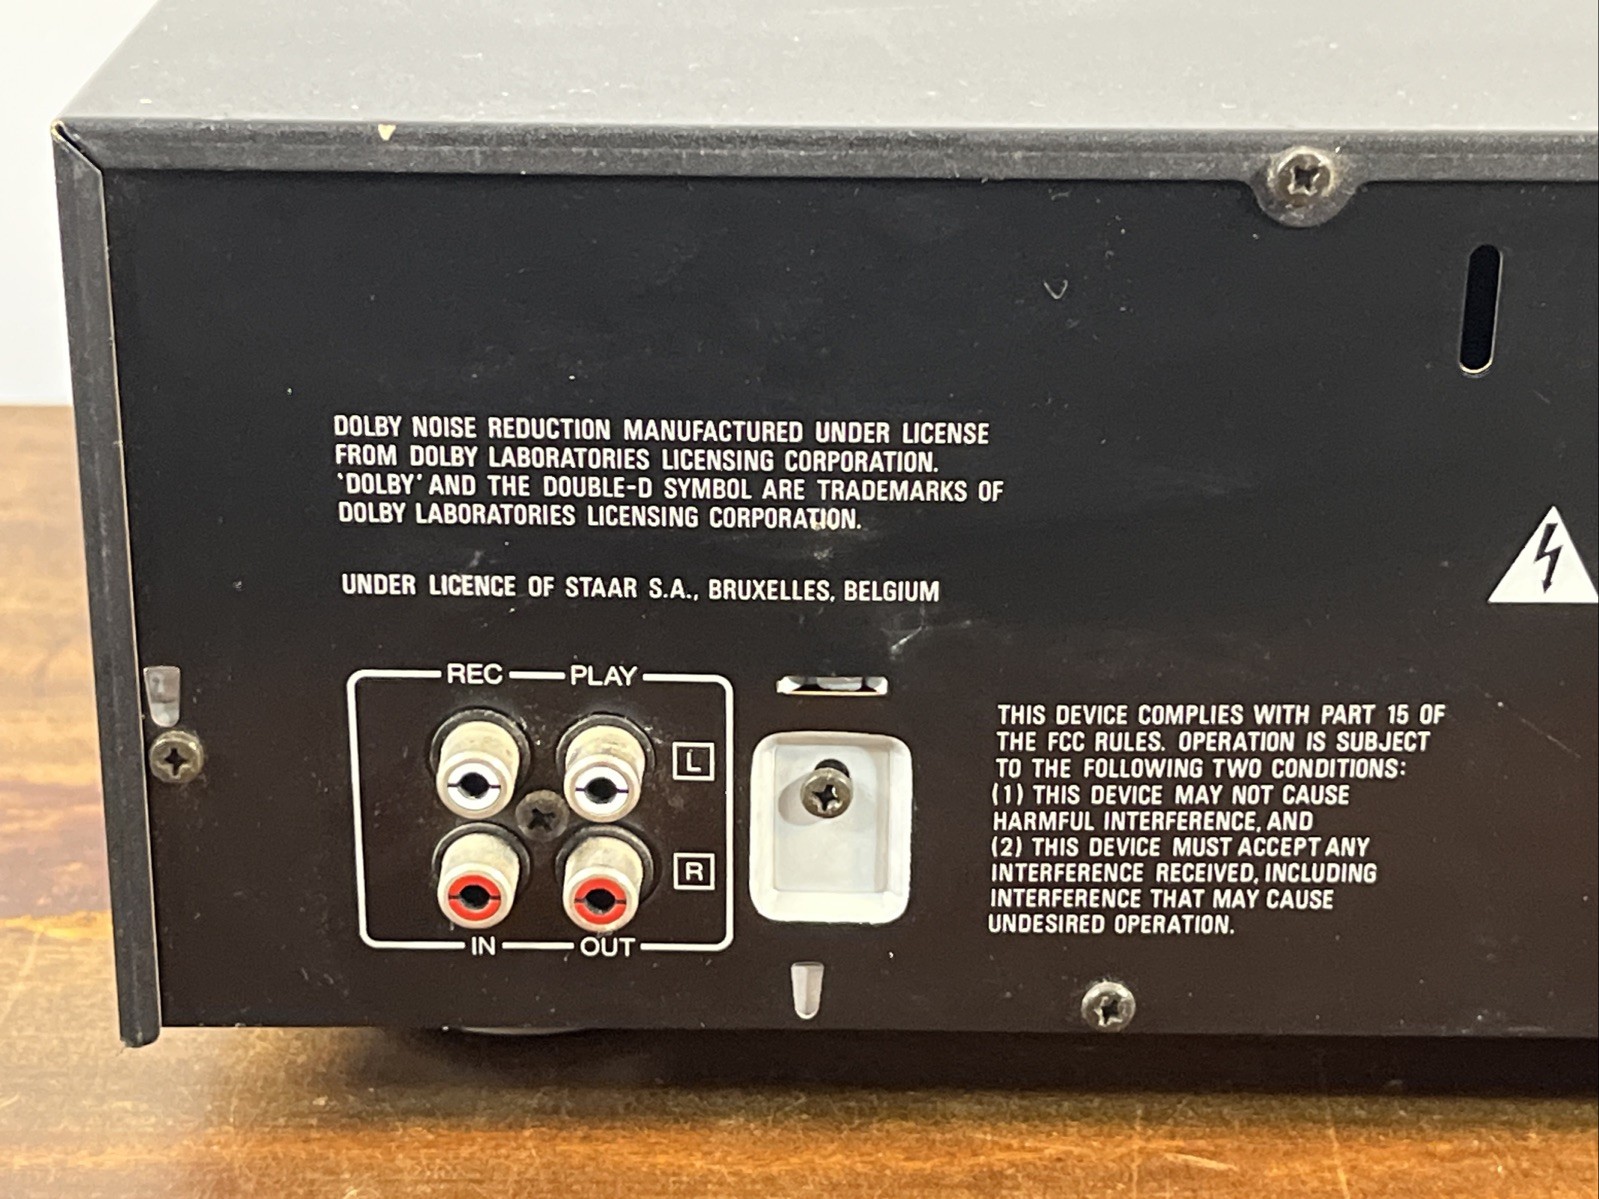 DOLBY NOISE REDUCTION MANUFACTURED UNDER LICENSE
FROM DOLBY LABORATORIES LICENSING CORPORATION.
'DOLBY' AND THE DOUBLE-D SYMBOL ARE TRADEMARKS OF
DOLBY LABORATORIES LICENSING CORPORATION.
UNDER LICENCE OF STAAR S.A., BRUXELLES, BELGIUM
REC PLAY
L
R
IN OUT
THIS DEVICE COMPLIES WITH PART 15 OF
THE FCC RULES. OPERATION IS SUBJECT
TO THE FOLLOWING TWO CONDITIONS:
(1) THIS DEVICE MAY NOT CAUSE
HARMFUL INTERFERENCE, AND
(2) THIS DEVICE MUST ACCEPT ANY
INTERFERENCE RECEIVED, INCLUDING
INTERFERENCE THAT MAY CAUSE
UNDESIRED OPERATION.